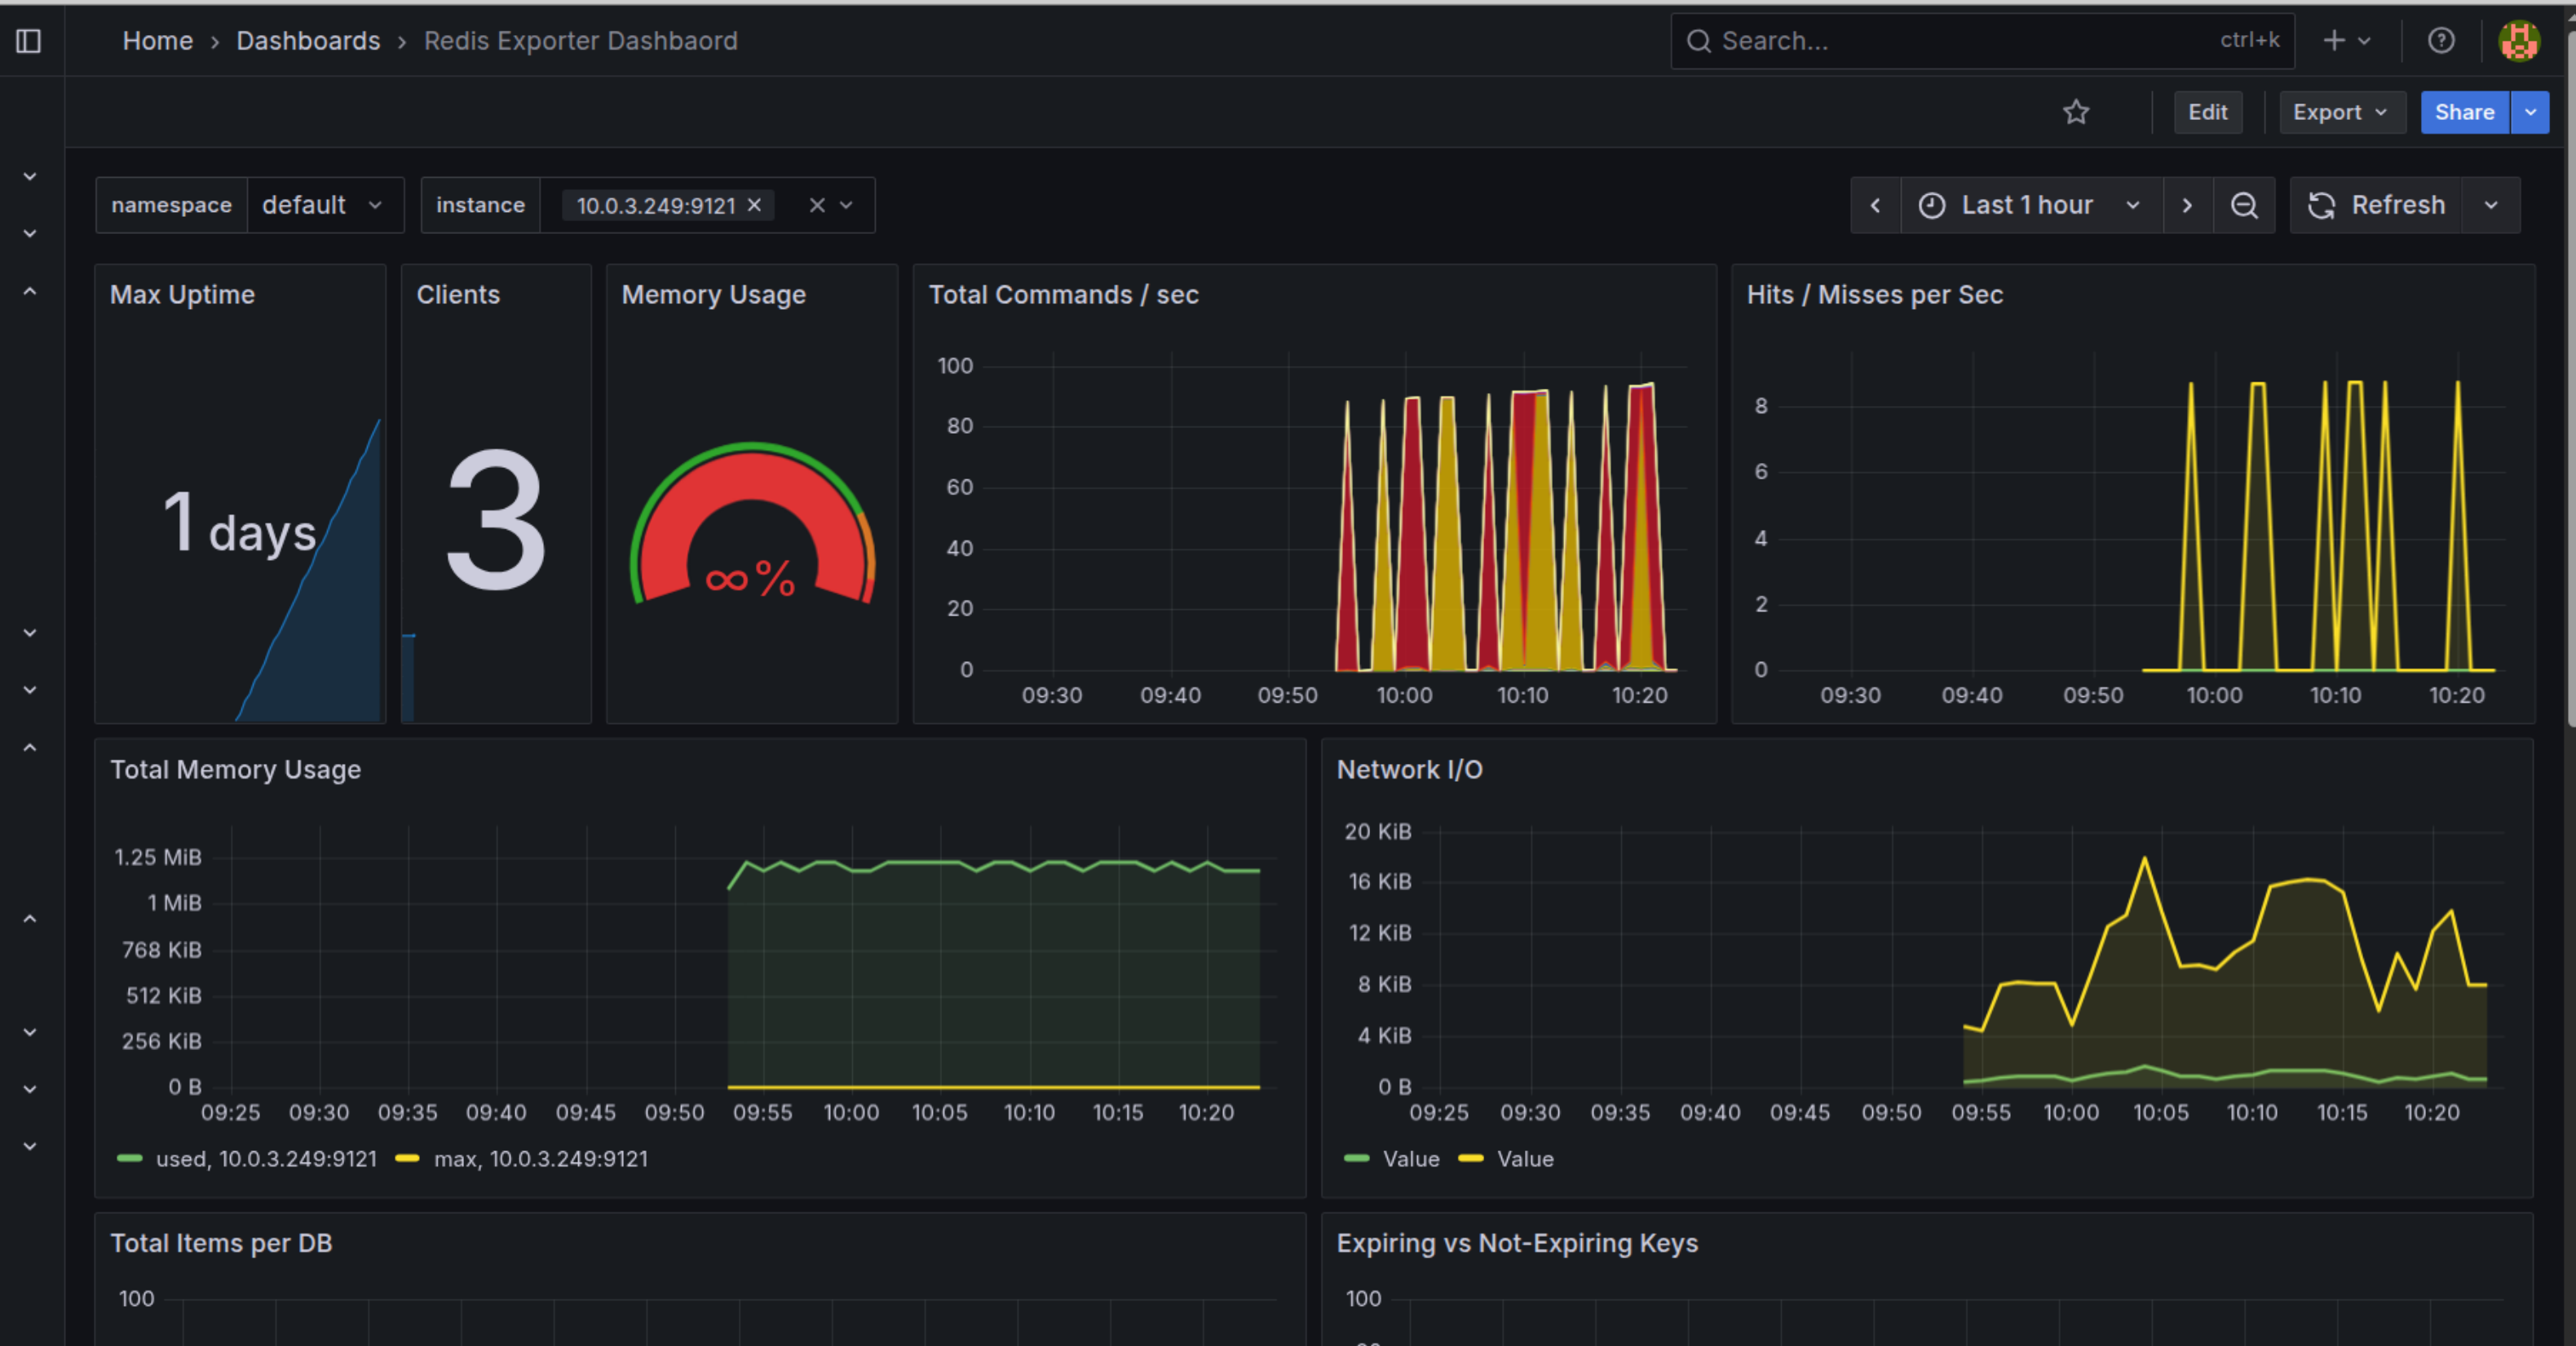 Home › Dashboards › Redis Exporter Dashbaord
Search... ctrl+k
Edit Export Share
namespace default instance 10.0.3.249:9121
Last 1 hour Refresh
Max Uptime
1 days
Clients
3
Memory Usage
∞%
Total Commands / sec
100
80
60
40
20
0
09:30 09:40 09:50 10:00 10:10 10:20
Hits / Misses per Sec
8
6
4
2
0
09:30 09:40 09:50 10:00 10:10 10:20
Total Memory Usage
1.25 MiB
1 MiB
768 KiB
512 KiB
256 KiB
0 B
09:25 09:30 09:35 09:40 09:45 09:50 09:55 10:00 10:05 10:10 10:15 10:20
used, 10.0.3.249:9121 max, 10.0.3.249:9121
Network I/O
20 KiB
16 KiB
12 KiB
8 KiB
4 KiB
0 B
09:25 09:30 09:35 09:40 09:45 09:50 09:55 10:00 10:05 10:10 10:15 10:20
Value Value
Total Items per DB
100
Expiring vs Not-Expiring Keys
100